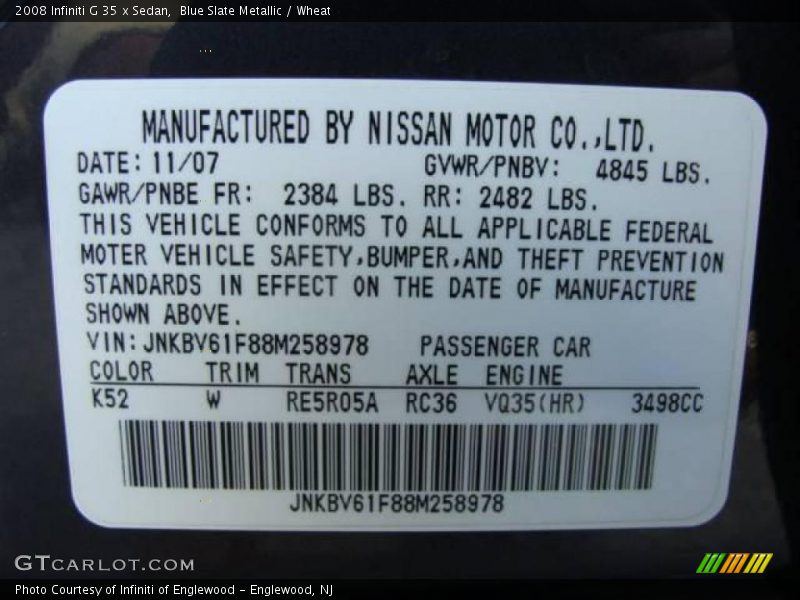 2008 Infiniti G 35 x Sedan,  Blue Slate Metallic / Wheat
MANUFACTURED BY NISSAN MOTOR CO.,LTD.
DATE: 11/07 GVWR/PNBV: 4845 LBS.
GAWR/PNBE FR: 2384 LBS. RR: 2482 LBS.
THIS VEHICLE CONFORMS TO ALL APPLICABLE FEDERAL
MOTER VEHICLE SAFETY,BUMPER,AND THEFT PREVENTION
STANDARDS IN EFFECT ON THE DATE OF MANUFACTURE
SHOWN ABOVE.
VIN: JNKBV61F88M258978 PASSENGER CAR
COLOR TRIM TRANS AXLE ENGINE
K52 W RE5R05A RC36 VQ35(HR) 3498CC
JNKBV61F88M258978
GTCARLOT.COM
Photo Courtesy of Infiniti of Englewood - Englewood, NJ